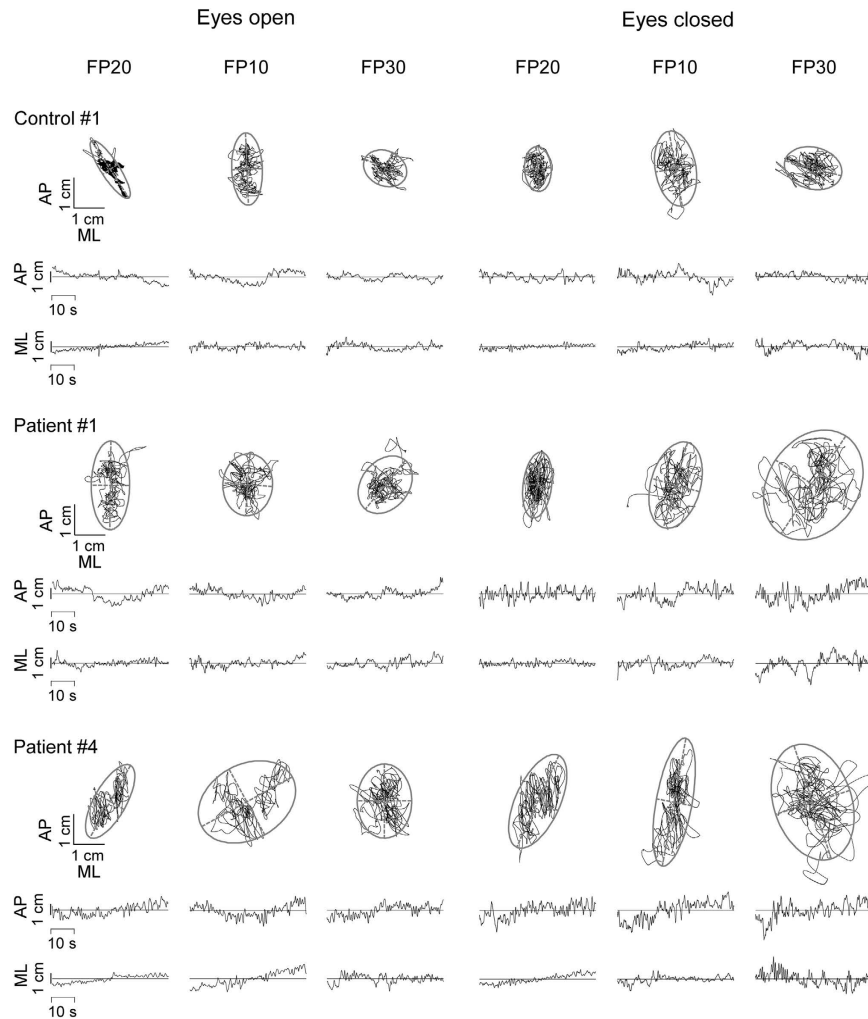 Eyes open Eyes closed
FP20 FP10 FP30 FP20 FP10 FP30
Control #1
AP
1 cm
1 cm
ML
AP
1 cm
10 s
ML
1 cm
10 s
Patient #1
AP
1 cm
1 cm
ML
AP
1 cm
10 s
ML
1 cm
10 s
Patient #4
AP
1 cm
1 cm
ML
AP
1 cm
10 s
ML
1 cm
10 s